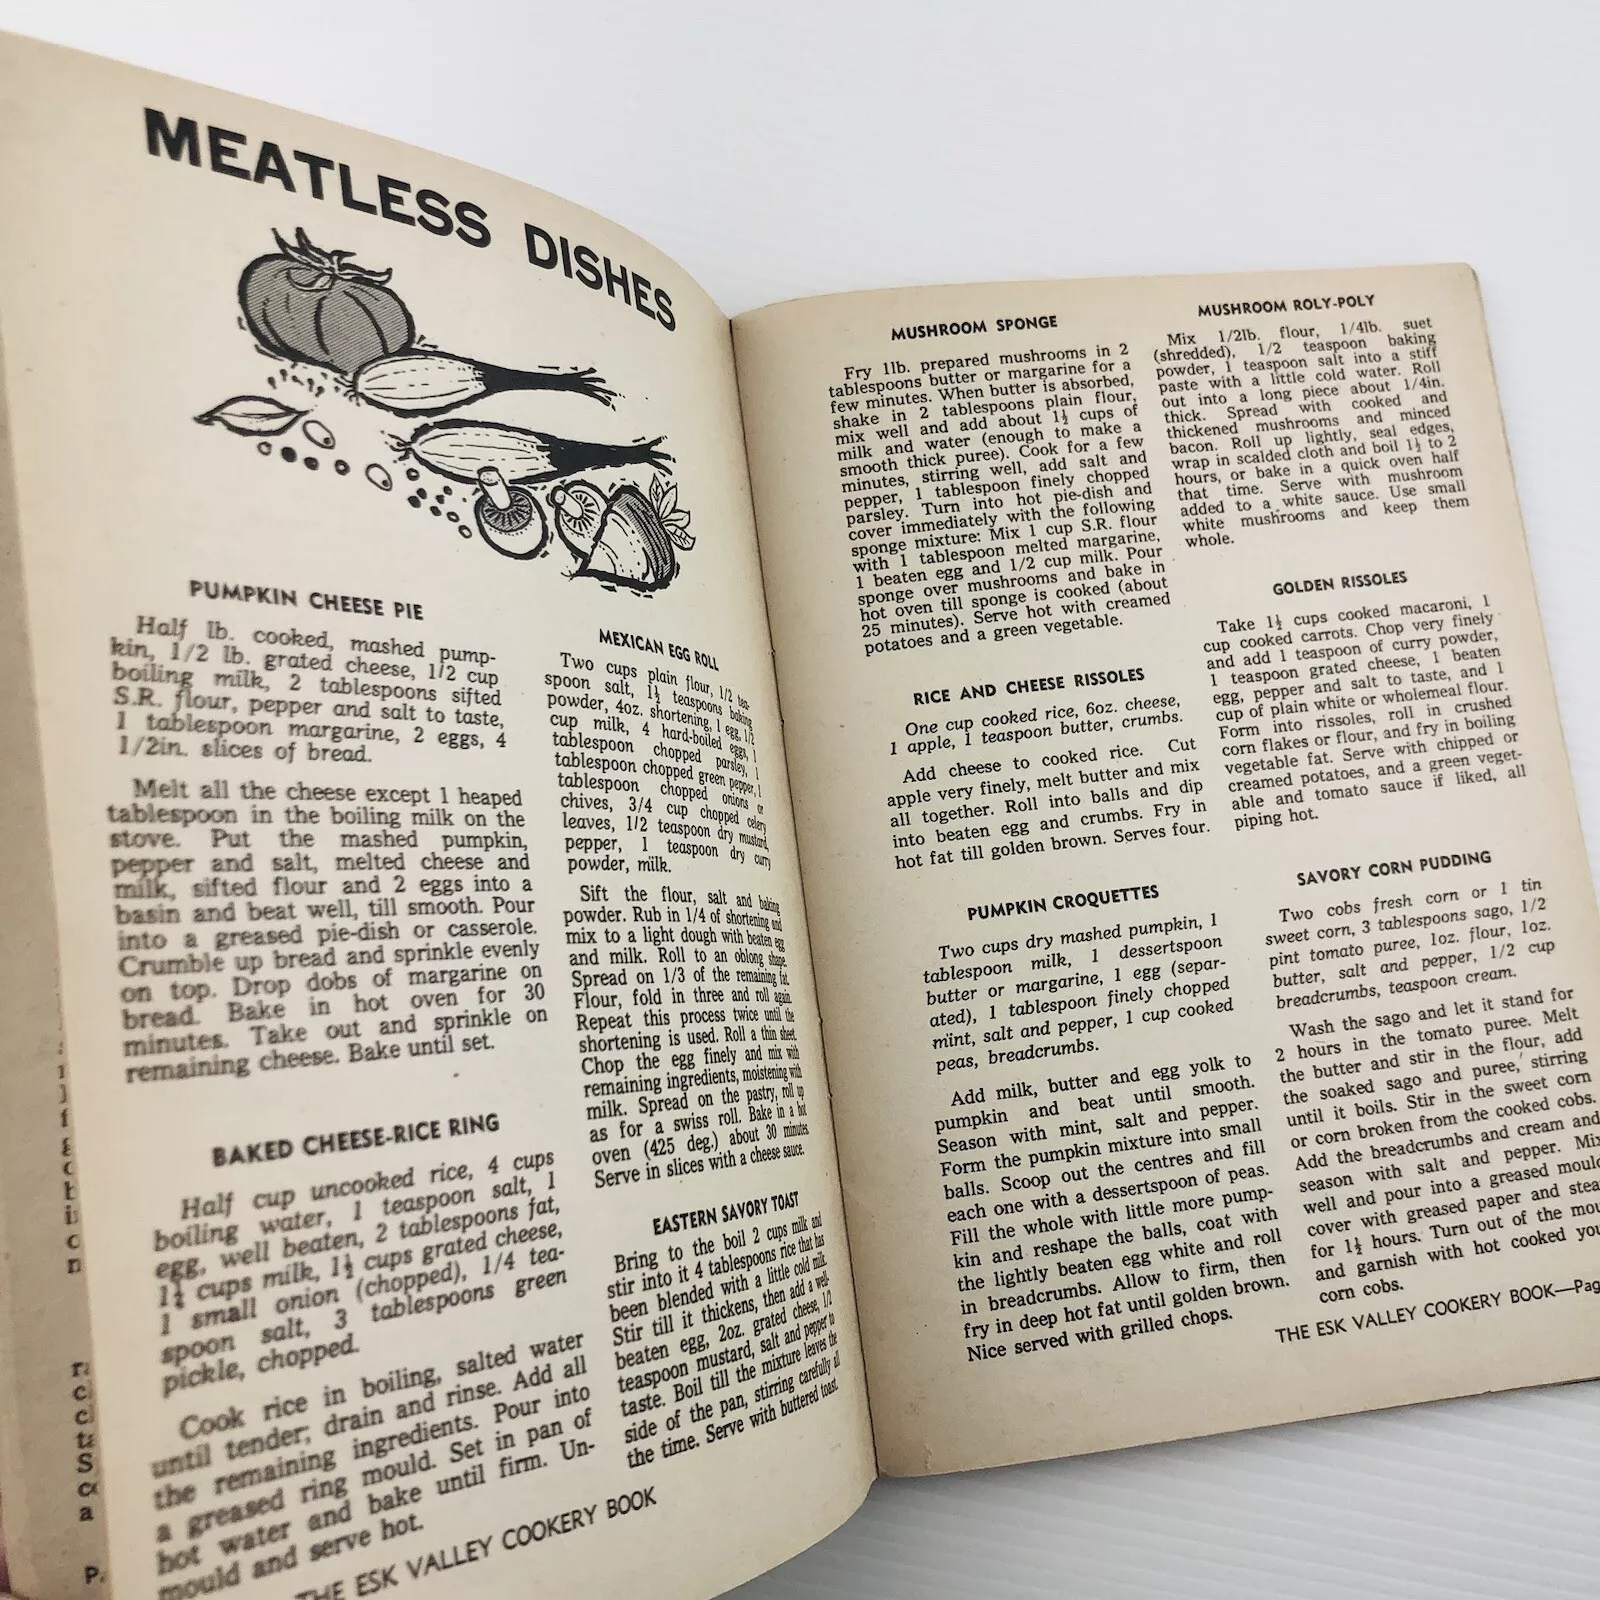 MEATLESS DISHES
PUMPKIN CHEESE PIE
Half lb. cooked, mashed pump-
kin, 1/2 lb. grated cheese, 1/2 cup
boiling milk, 2 tablespoons sifted
S.R. flour, pepper and salt to taste,
1 tablespoon margarine, 2 eggs, 4
1/2in. slices of bread.
Melt all the cheese except 1 heaped
tablespoon in the boiling milk on the
stove. Put the mashed pumpkin,
pepper and salt, melted cheese and
milk, sifted flour and 2 eggs into a
basin and beat well, till smooth. Pour
into a greased pie-dish or casserole.
Crumble up bread and sprinkle evenly
on top. Drop dobs of margarine on
bread. Bake in hot oven for 30
minutes. Take out and sprinkle on
remaining cheese. Bake until set.
BAKED CHEESE-RICE RING
Half cup uncooked rice, 4 cups
boiling water, 1 teaspoon salt, 1
egg, well beaten, 2 tablespoons fat,
1¼ cups milk, 1½ cups grated cheese,
1 small onion (chopped), 1/4 tea-
spoon salt, 3 tablespoons green
pickle, chopped.
Cook rice in boiling, salted water
until tender; drain and rinse. Add all
the remaining ingredients. Pour into
a greased ring mould. Set in pan of
hot water and bake until firm. Un-
mould and serve hot.
THE ESK VALLEY COOKERY BOOK
MEXICAN EGG ROLL
Two cups plain flour, 1/2 tea-
spoon salt, 1½ teaspoons baking
powder, 4oz. shortening, 1 egg, 1/2
cup milk, 4 hard-boiled eggs, 1
tablespoon chopped parsley, 1
tablespoon chopped green pepper, 1
tablespoon chopped onions or
chives, 3/4 cup chopped celery
leaves, 1/2 teaspoon dry mustard,
pepper, 1 teaspoon dry curry
powder, milk.
Sift the flour, salt and baking
powder. Rub in 1/4 of shortening and
mix to a light dough with beaten egg
and milk. Roll to an oblong shape.
Spread on 1/3 of the remaining fat.
Flour, fold in three and roll again.
Repeat this process twice until the
shortening is used. Roll a thin sheet.
Chop the egg finely and mix with
remaining ingredients, moistening with
milk. Spread on the pastry, roll up
as for a swiss roll. Bake in a hot
oven (425 deg.) about 30 minutes.
Serve in slices with a cheese sauce.
EASTERN SAVORY TOAST
Bring to the boil 2 cups milk and
stir into it 4 tablespoons rice that has
been blended with a little cold milk.
Stir till it thickens, then add a well-
beaten egg, 2oz. grated cheese, 1/2
teaspoon mustard, salt and pepper to
taste. Boil till the mixture leaves the
side of the pan, stirring carefully all
the time. Serve with buttered toast.
MUSHROOM SPONGE
Fry 1lb. prepared mushrooms in 2
tablespoons butter or margarine for a
few minutes. When butter is absorbed,
shake in 2 tablespoons plain flour,
mix well and add about 1½ cups of
milk and water (enough to make a
smooth thick puree). Cook for a few
minutes, stirring well, add salt and
pepper, 1 tablespoon finely chopped
parsley. Turn into hot pie-dish and
cover immediately with the following
sponge mixture: Mix 1 cup S.R. flour
with 1 tablespoon melted margarine,
1 beaten egg and 1/2 cup milk. Pour
sponge over mushrooms and bake in
hot oven till sponge is cooked (about
25 minutes). Serve hot with creamed
potatoes and a green vegetable.
RICE AND CHEESE RISSOLES
One cup cooked rice, 6oz. cheese,
1 apple, 1 teaspoon butter, crumbs.
Add cheese to cooked rice. Cut
apple very finely, melt butter and mix
all together. Roll into balls and dip
into beaten egg and crumbs. Fry in
hot fat till golden brown. Serves four.
PUMPKIN CROQUETTES
Two cups dry mashed pumpkin, 1
tablespoon milk, 1 dessertspoon
butter or margarine, 1 egg (separ-
ated), 1 tablespoon finely chopped
mint, salt and pepper, 1 cup cooked
peas, breadcrumbs.
Add milk, butter and egg yolk to
pumpkin and beat until smooth.
Season with mint, salt and pepper.
Form the pumpkin mixture into small
balls. Scoop out the centres and fill
each one with a dessertspoon of peas.
Fill the whole with little more pump-
kin and reshape the balls, coat with
the lightly beaten egg white and roll
in breadcrumbs. Allow to firm, then
fry in deep hot fat until golden brown.
Nice served with grilled chops.
MUSHROOM ROLY-POLY
Mix 1/2lb. flour, 1/4lb. suet
(shredded), 1/2 teaspoon baking
powder, 1 teaspoon salt into a stiff
paste with a little cold water. Roll
out into a long piece about 1/4in.
thick. Spread with cooked and
thickened mushrooms and minced
bacon. Roll up lightly, seal edges,
wrap in scalded cloth and boil 1½ to 2
hours, or bake in a quick oven half
that time. Serve with mushroom
added to a white sauce. Use small
white mushrooms and keep them
whole.
GOLDEN RISSOLES
Take 1½ cups cooked macaroni, 1
cup cooked carrots. Chop very finely
and add 1 teaspoon of curry powder,
1 teaspoon grated cheese, 1 beaten
egg, pepper and salt to taste, and 1
cup of plain white or wholemeal flour.
Form into rissoles, roll in crushed
corn flakes or flour, and fry in boiling
vegetable fat. Serve with chipped or
creamed potatoes, and a green veget-
able and tomato sauce if liked, all
piping hot.
SAVORY CORN PUDDING
Two cobs fresh corn or 1 tin
sweet corn, 3 tablespoons sago, 1/2
pint tomato puree, 1oz. flour, 1oz.
butter, salt and pepper, 1/2 cup
breadcrumbs, teaspoon cream.
Wash the sago and let it stand for
2 hours in the tomato puree. Melt
the butter and stir in the flour, add
the soaked sago and puree, stirring
until it boils. Stir in the sweet corn
or corn broken from the cooked cobs.
Add the breadcrumbs and cream and
season with salt and pepper. Mix
well and pour into a greased mould
cover with greased paper and stea
for 1½ hours. Turn out of the mou
and garnish with hot cooked you
corn cobs.
THE ESK VALLEY COOKERY BOOK—Pag